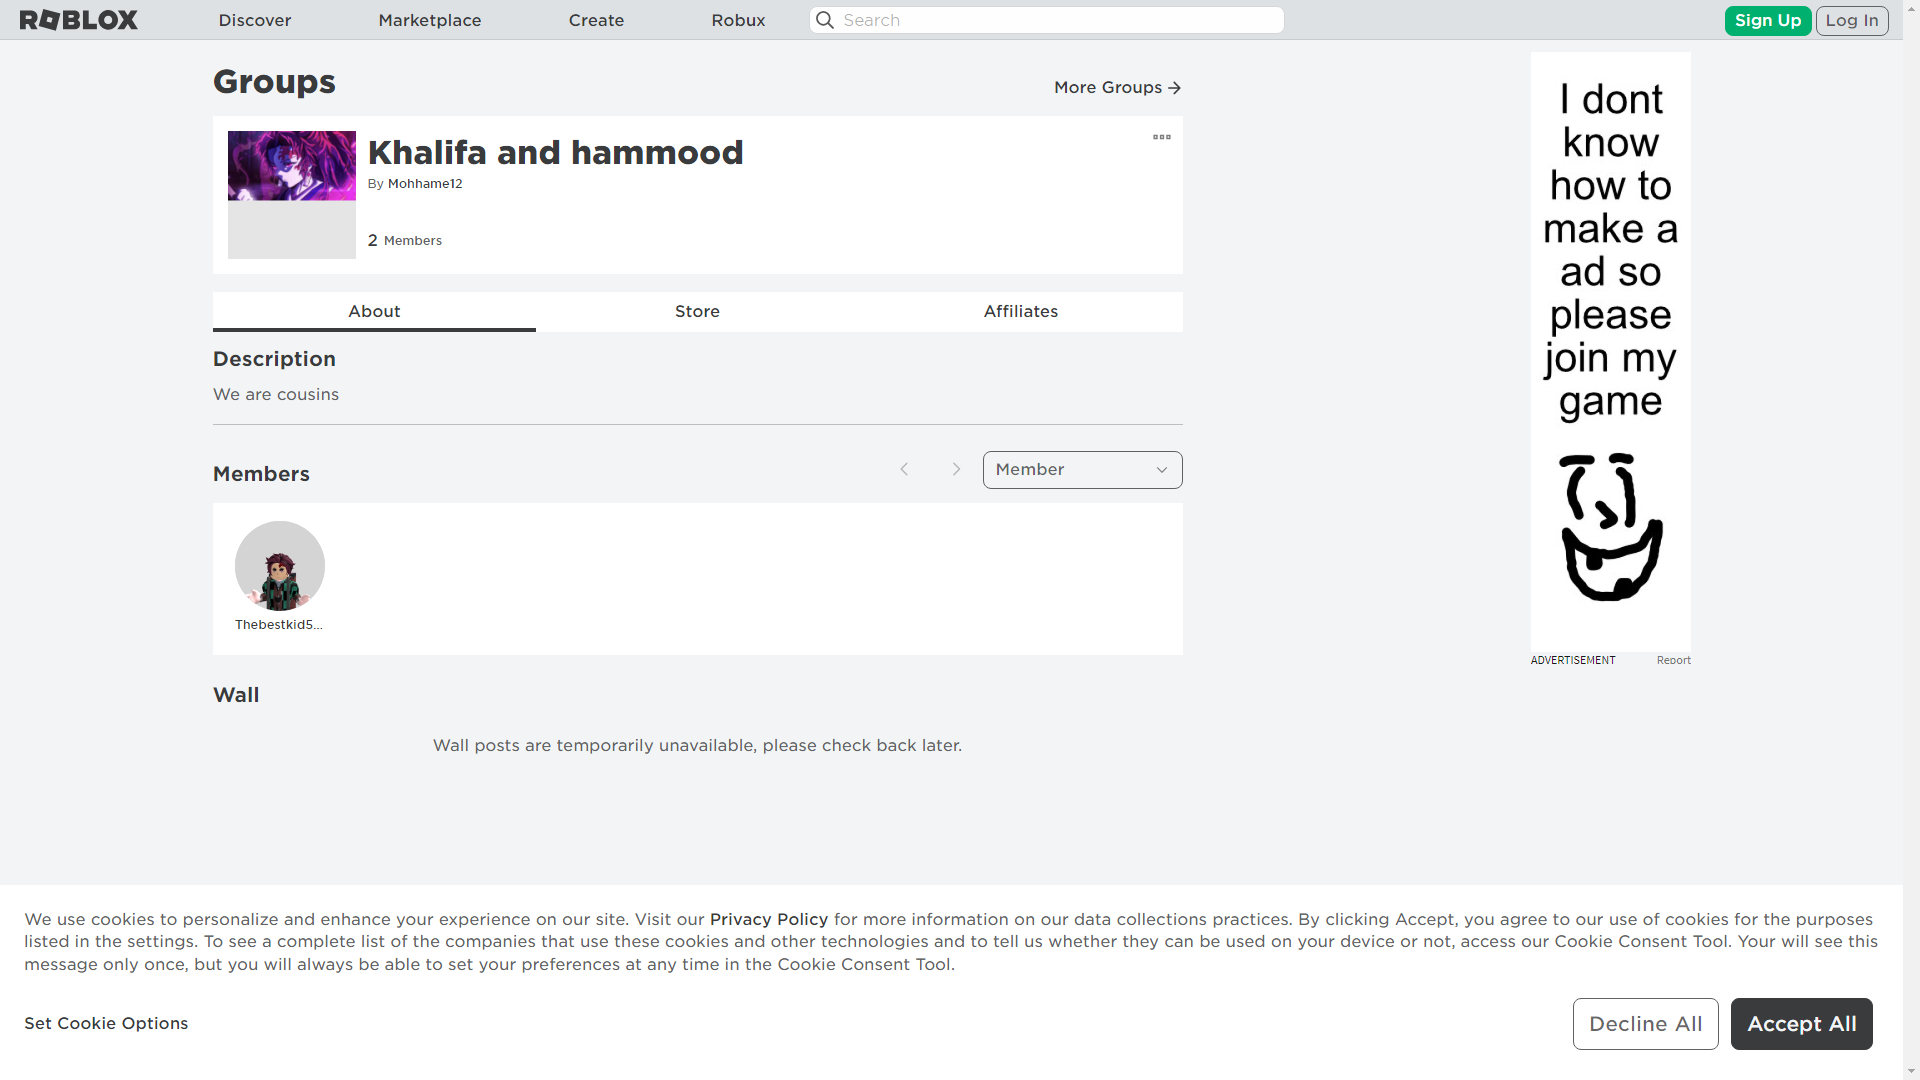 ROBLOX
Discover
Marketplace
Create
Robux
Search
Sign Up
Log In
Groups
More Groups
Khalifa and hammood
By Mohhame12
2 Members
About
Store
Affiliates
Description
We are cousins
Members
Member
Thebestkid5...
Wall
Wall posts are temporarily unavailable, please check back later.
I dont
know
how to
make a
ad so
please
join my
game
ADVERTISEMENT
Report
We use cookies to personalize and enhance your experience on our site. Visit our Privacy Policy for more information on our data collections practices. By clicking Accept, you agree to our use of cookies for the purposes
listed in the settings. To see a complete list of the companies that use these cookies and other technologies and to tell us whether they can be used on your device or not, access our Cookie Consent Tool. Your will see this
message only once, but you will always be able to set your preferences at any time in the Cookie Consent Tool.
Set Cookie Options
Decline All
Accept All